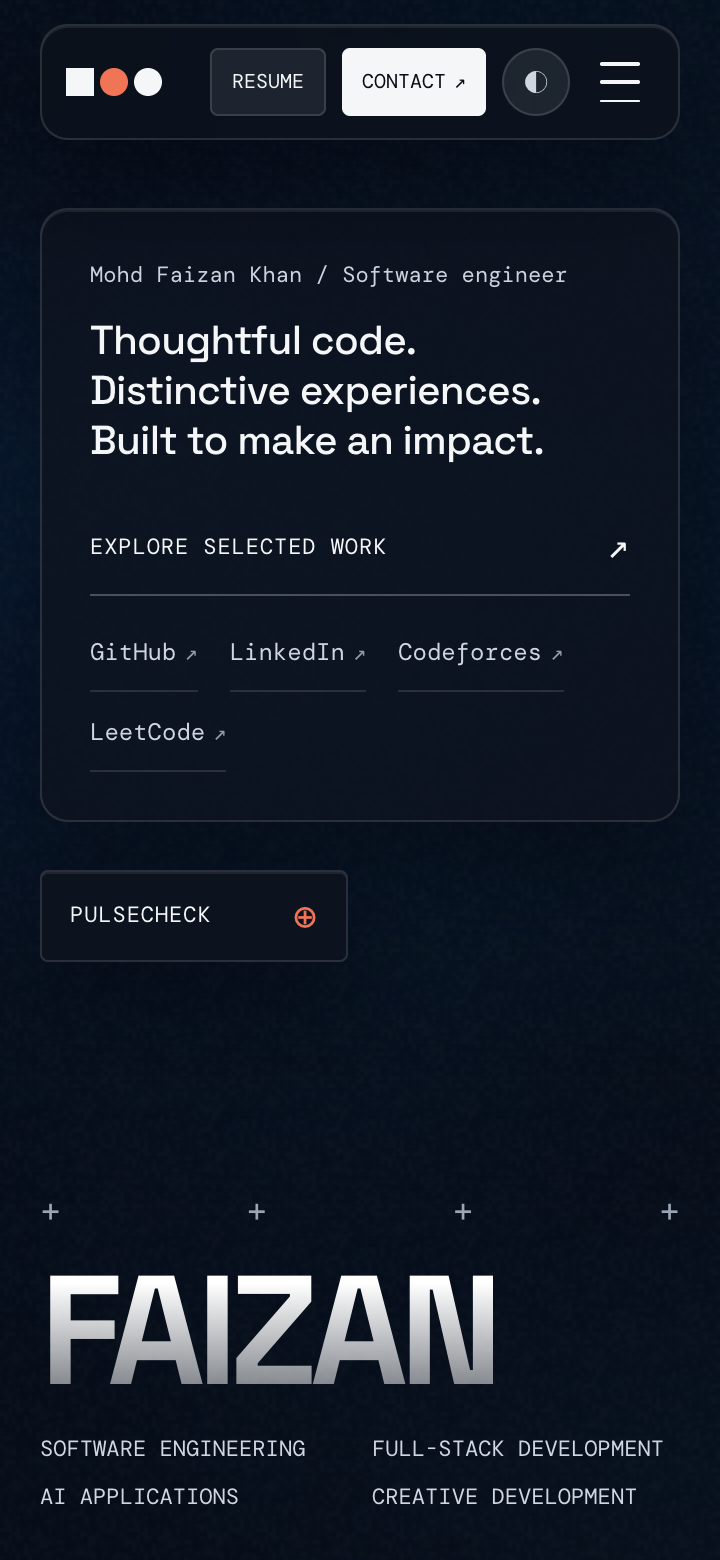 RESUME
CONTACT ↗
Mohd Faizan Khan / Software engineer
Thoughtful code.
Distinctive experiences.
Built to make an impact.
EXPLORE SELECTED WORK ↗
GitHub ↗ LinkedIn ↗ Codeforces ↗
LeetCode ↗
PULSECHECK ⊕
+ + + +
FAIZAN
SOFTWARE ENGINEERING FULL-STACK DEVELOPMENT
AI APPLICATIONS CREATIVE DEVELOPMENT